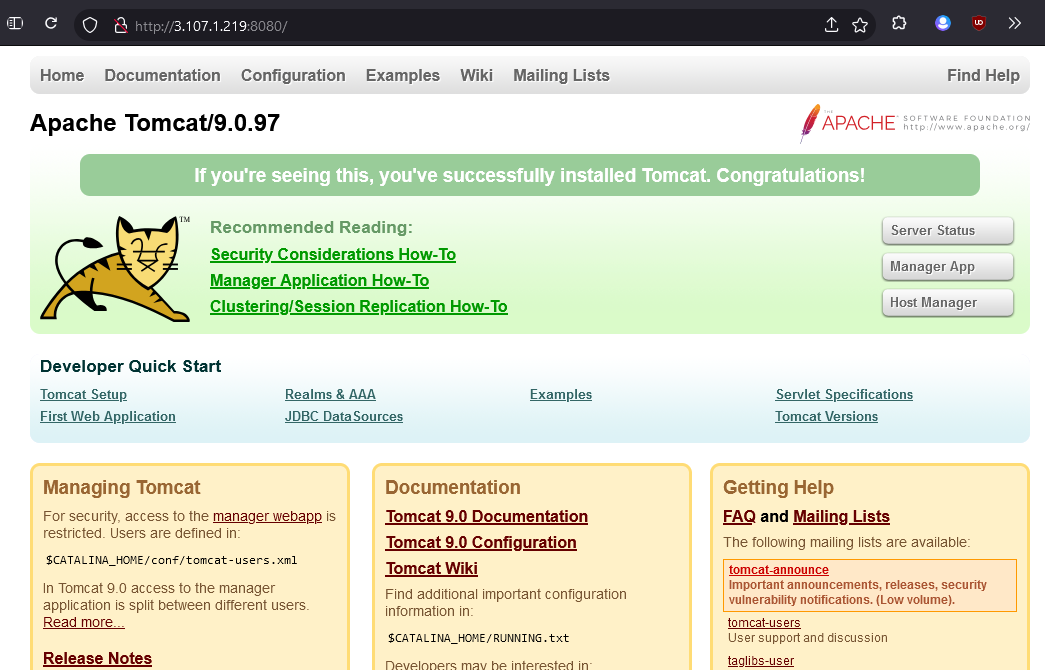 http://3.107.1.219:8080/
Home Documentation Configuration Examples Wiki Mailing Lists Find Help
Apache Tomcat/9.0.97
THE APACHE SOFTWARE FOUNDATION
http://www.apache.org/
If you're seeing this, you've successfully installed Tomcat. Congratulations!
TM
Recommended Reading:
Security Considerations How-To
Manager Application How-To
Clustering/Session Replication How-To
Server Status
Manager App
Host Manager
Developer Quick Start
Tomcat Setup
First Web Application
Realms & AAA
JDBC DataSources
Examples
Servlet Specifications
Tomcat Versions
Managing Tomcat
For security, access to the manager webapp is
restricted. Users are defined in:
$CATALINA_HOME/conf/tomcat-users.xml
In Tomcat 9.0 access to the manager
application is split between different users.
Read more...
Release Notes
Documentation
Tomcat 9.0 Documentation
Tomcat 9.0 Configuration
Tomcat Wiki
Find additional important configuration
information in:
$CATALINA_HOME/RUNNING.txt
Developers may be interested in:
Getting Help
FAQ and Mailing Lists
The following mailing lists are available:
tomcat-announce
Important announcements, releases, security
vulnerability notifications. (Low volume).
tomcat-users
User support and discussion
taglibs-user